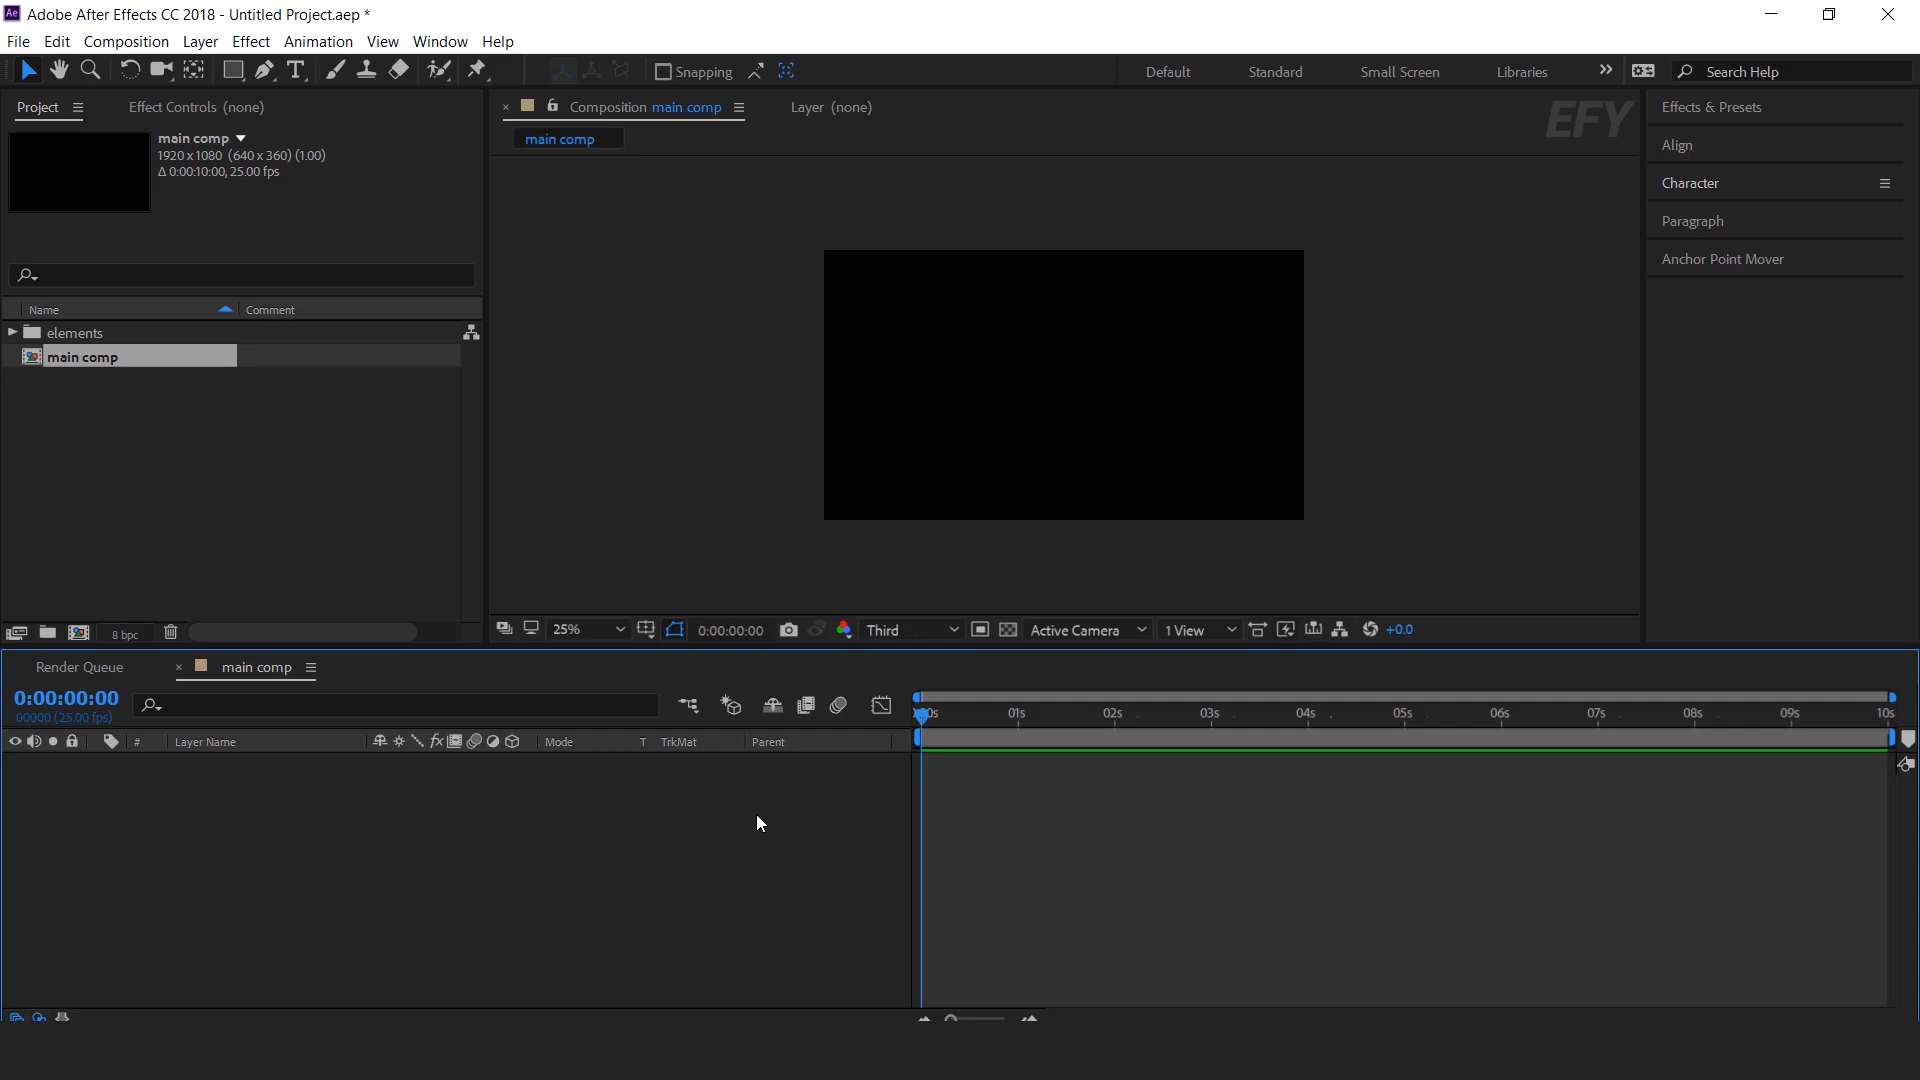 Adobe After Effects CC 2018 - Untitled Project.aep *
File Edit Composition Layer Effect Animation View Window Help
Snapping Default Standard Small Screen Libraries Search Help
Project Effect Controls (none)
Composition main comp Layer (none)
main comp
EFY
main comp
1920 x 1080 (640 x 360) (1.00)
Δ 0:00:10:00, 25.00 fps
Effects & Presets
Align
Character
Paragraph
Anchor Point Mover
Name Comment
elements
main comp
8 bpc
25% 0:00:00:00 Third Active Camera 1 View +0.0
Render Queue main comp
0:00:00:00
00000 (25.00 fps)
01s 02s 03s 04s 05s 06s 07s 08s 09s 10s
# Layer Name Mode T TrkMat Parent